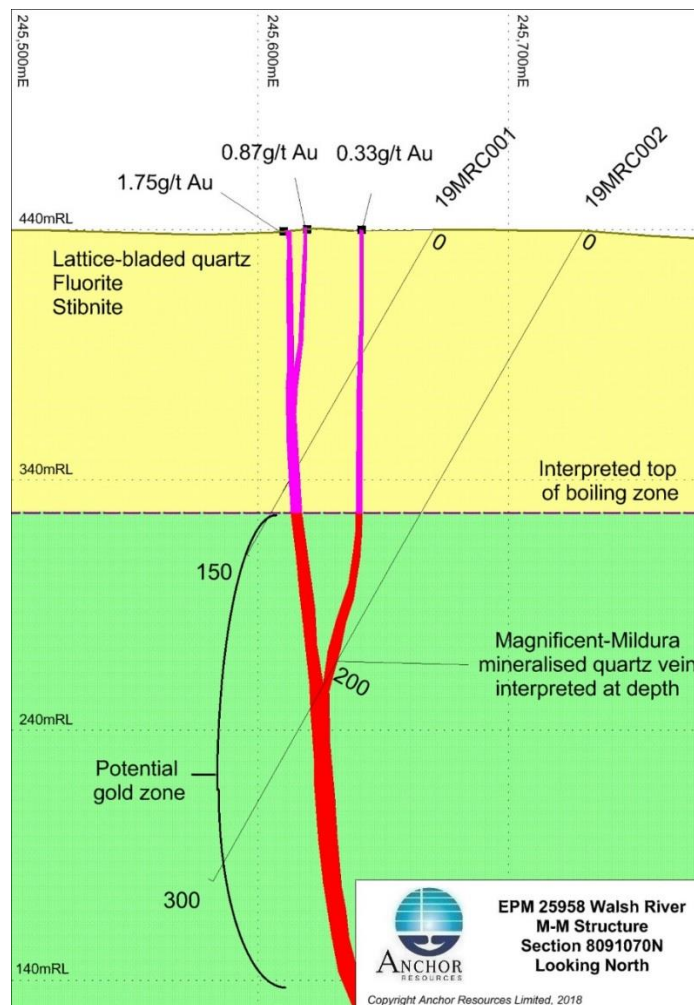 245,500mE
245,600mE
245,700mE
1.75g/t Au
0.87g/t Au
0.33g/t Au
19MRC001
19MRC002
440mRL
0
0
Lattice-bladed quartz
Fluorite
Stibnite
340mRL
Interpreted top
of boiling zone
150
Magnificent-Mildura
mineralised quartz vein
interpreted at depth
200
240mRL
Potential
gold zone
300
140mRL
ANCHOR
RESOURCES
EPM 25958 Walsh River
M-M Structure
Section 8091070N
Looking North
Copyright Anchor Resources Limited, 2018